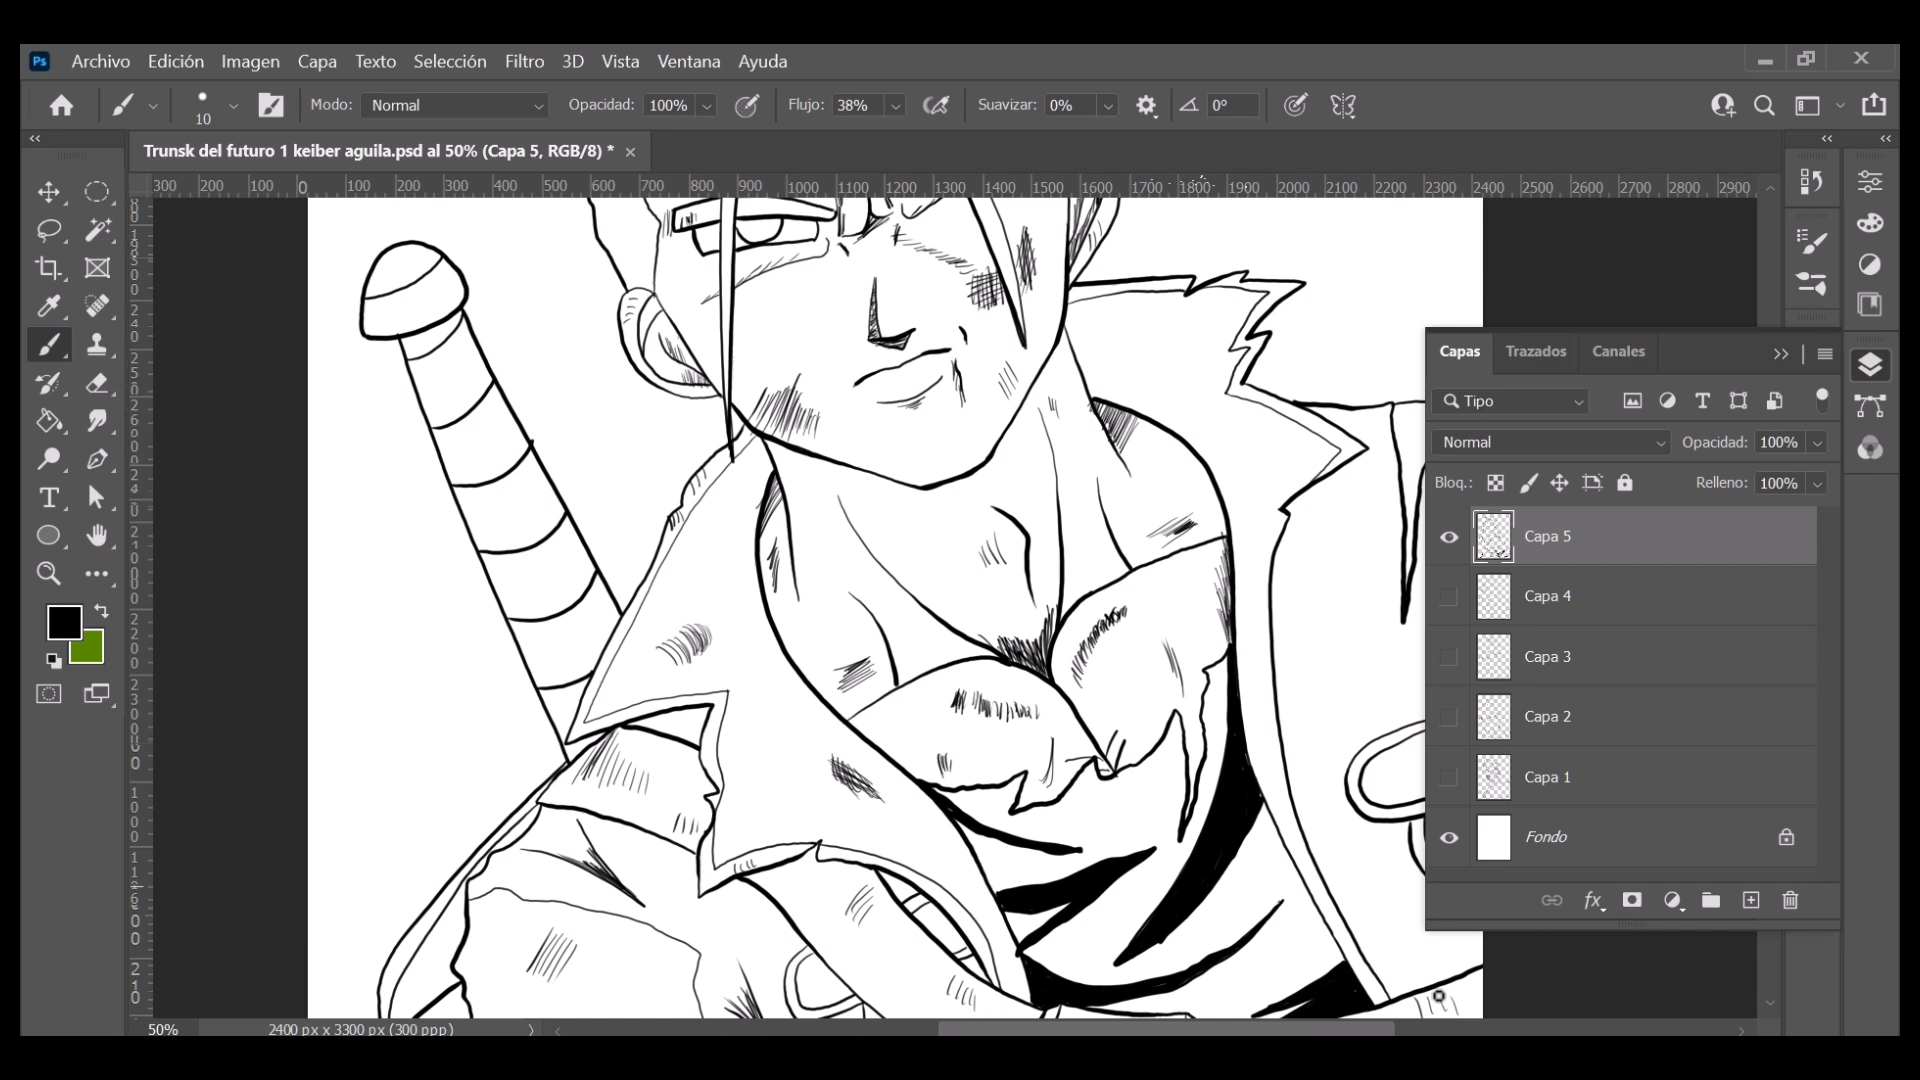 Ps Archivo Edición Imagen Capa Texto Selección Filtro 3D Vista Ventana Ayuda
10 Modo: Normal Opacidad: 100% Flujo: 38% Suavizar: 0% 0°
Trunsk del futuro 1 keiber aguila.psd al 50% (Capa 5, RGB/8) *
300 200 100 0 100 200 300 400 500 600 700 800 900 1000 1100 1200 1300 1400 1500 1600 1700 1800 1900 2000 2100 2200 2300 2400 2500 2600 2700 2800 2900
Capas Trazados Canales
Tipo
Normal Opacidad: 100%
Bloq.: Relleno: 100%
Capa 5
Capa 4
Capa 3
Capa 2
Capa 1
Fondo
fx
50% 2400 px x 3300 px (300 ppp)